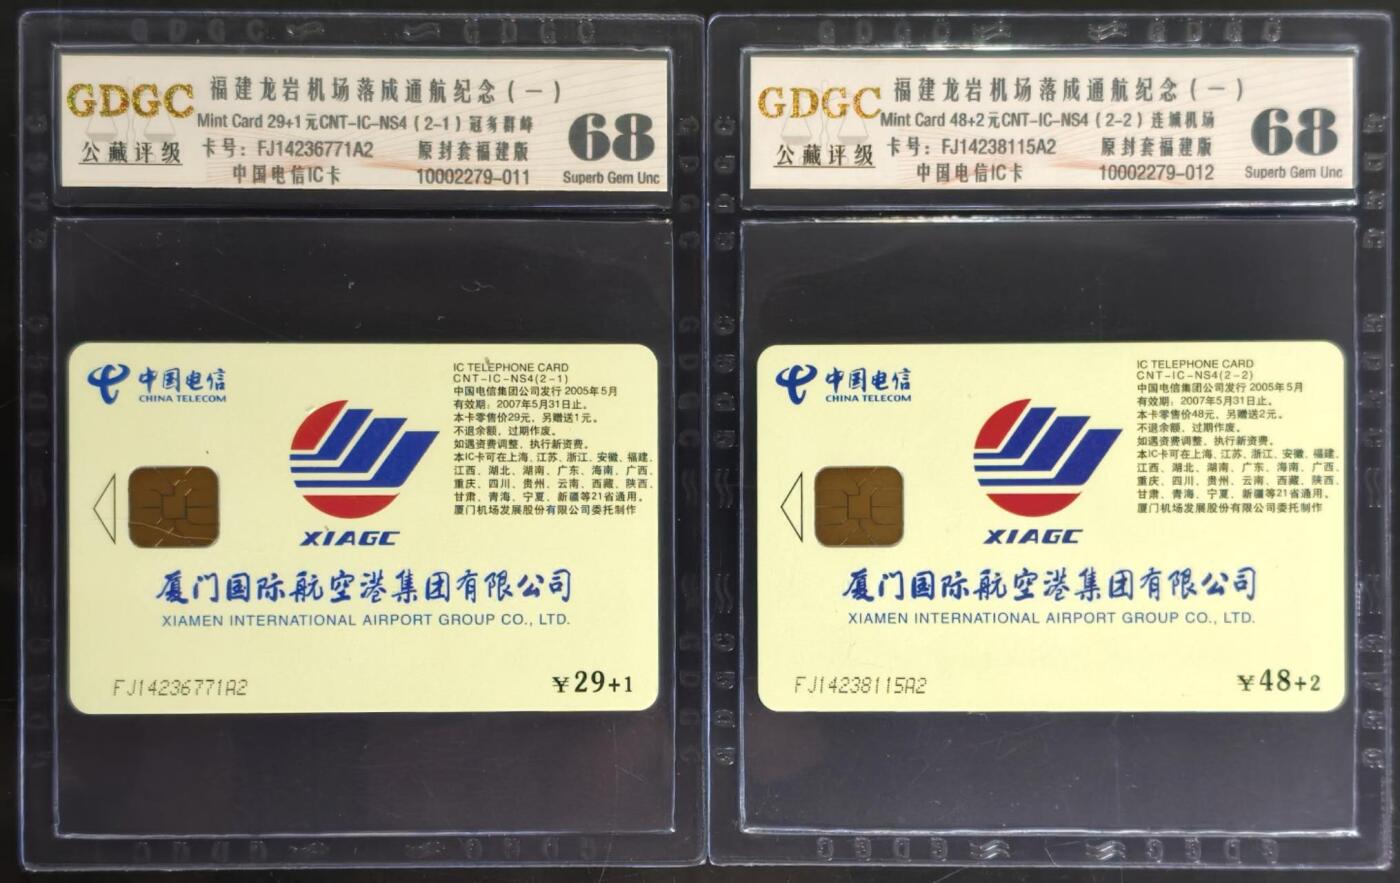 GDGC
公藏评级
福建龙岩机场落成通航纪念(一)
Mint Card 29+1元CNT-IC-NS4(2-1)冠豸群峰
卡号:FJ14236771A2 原封套福建版
中国电信IC卡 10002279-011
68
Superb Gem Unc
中国电信
CHINA TELECOM
IC TELEPHONE CARD
CNT-IC-NS4(2-1)
中国电信集团公司发行 2005年5月
有效期:2007年5月31日止。
本卡零售价29元,另赠送1元。
不退余额,过期作废。
如遇资费调整,执行新资费。
本IC卡可在上海、江苏、浙江、安徽、福建、
江西、湖北、湖南、广东、海南、广西、
重庆、四川、贵州、云南、西藏、陕西、
甘肃、青海、宁夏、新疆等21省通用。
厦门机场发展股份有限公司委托制作
XIAGC
厦门国际航空港集团有限公司
XIAMEN INTERNATIONAL AIRPORT GROUP CO., LTD.
FJ14236771A2
¥29+1
GDGC
公藏评级
福建龙岩机场落成通航纪念(一)
Mint Card 48+2元CNT-IC-NS4(2-2)连城机场
卡号:FJ14238115A2 原封套福建版
中国电信IC卡 10002279-012
68
Superb Gem Unc
中国电信
CHINA TELECOM
IC TELEPHONE CARD
CNT-IC-NS4(2-2)
中国电信集团公司发行 2005年5月
有效期:2007年5月31日止。
本卡零售价48元,另赠送2元。
不退余额,过期作废。
如遇资费调整,执行新资费。
本IC卡可在上海、江苏、浙江、安徽、福建、
江西、湖北、湖南、广东、海南、广西、
重庆、四川、贵州、云南、西藏、陕西、
甘肃、青海、宁夏、新疆等21省通用。
厦门机场发展股份有限公司委托制作
XIAGC
厦门国际航空港集团有限公司
XIAMEN INTERNATIONAL AIRPORT GROUP CO., LTD.
FJ14238115A2
¥48+2